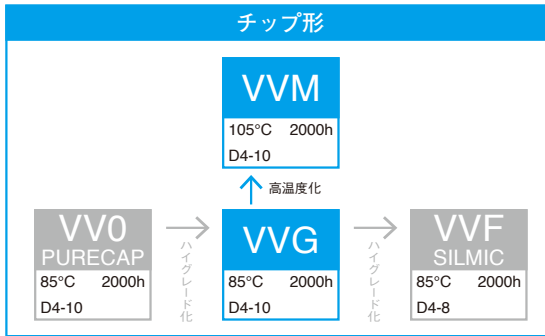 チップ形
VVM
105°C 2000h
D4-10
高温度化
VV0
PURECAP
85°C 2000h
D4-10
ハイグレード化
VVG
85°C 2000h
D4-10
ハイグレード化
VVF
SILMIC
85°C 2000h
D4-8